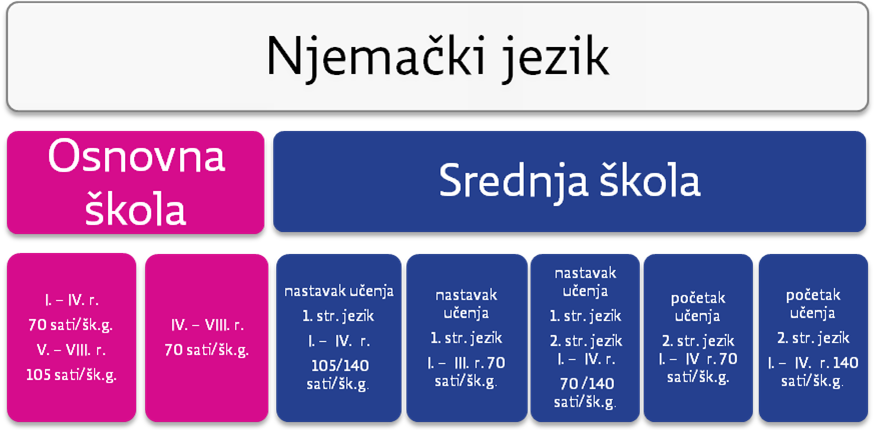 Njemački jezik
Osnovna
škola
Srednja škola
I. – IV. r.
70 sati/šk.g.
V. – VIII. r.
105 sati/šk.g.
IV. – VIII. r.
70 sati/šk.g.
nastavak učenja
1. str. jezik
I. – IV. r.
105/140
sati/šk.g.
nastavak
učenja
1. str. jezik
I. – III. r. 70
sati/šk.g.
nastavak
učenja
1. str. jezik
2. str. jezik
I. – IV. r.
70 /140
sati/šk.g.
početak
učenja
2. str. jezik
I. – IV r. 70
sati/šk.g.
početak
učenja
2. str. jezik
I. – IV. r. 140
sati/šk.g.